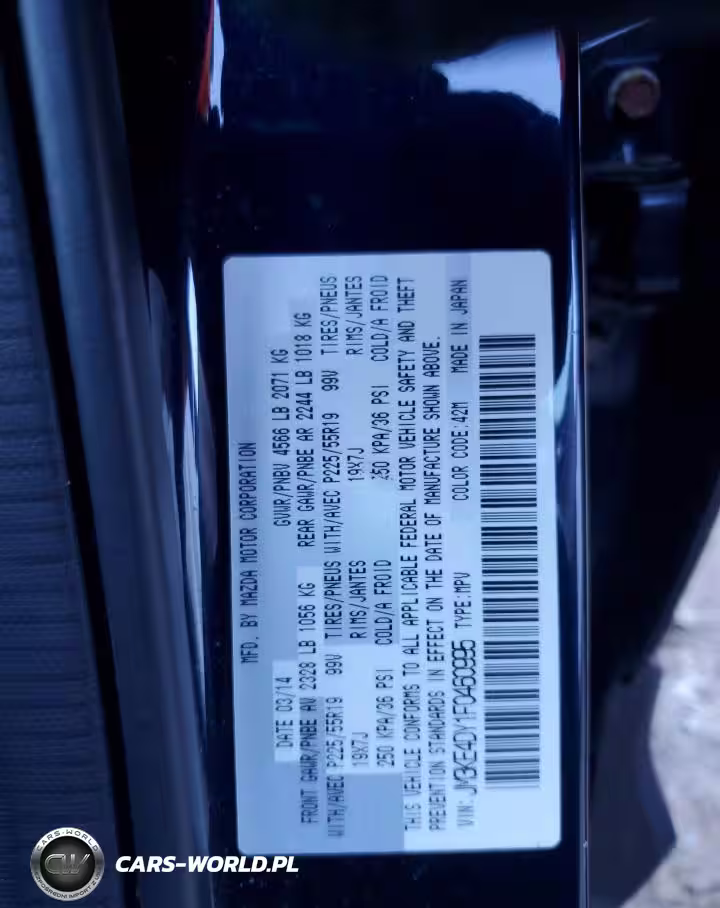 MFD. BY MAZDA MOTOR CORPORATION
DATE 03/14 GVWR/PNBV 4566 LB 2071 KG
FRONT GAWR/PNBE AV 2328 LB 1056 KG REAR GAWR/PNBE AR 2244 LB 1018 KG
WITH/AVEC P225/55R19 99V TIRES/PNEUS WITH/AVEC P225/55R19 99V TIRES/PNEUS
19X7J RIMS/JANTES 19X7J RIMS/JANTES
250 KPA/36 PSI COLD/A FROID 250 KPA/36 PSI COLD/A FROID
THIS VEHICLE CONFORMS TO ALL APPLICABLE FEDERAL MOTOR VEHICLE SAFETY AND THEFT
PREVENTION STANDARDS IN EFFECT ON THE DATE OF MANUFACTURE SHOWN ABOVE.
VIN: JM3KE4DY1F0460995 TYPE:MPV COLOR CODE:42M MADE IN JAPAN
CARS-WORLD
CW
CARS-WORLD.PL